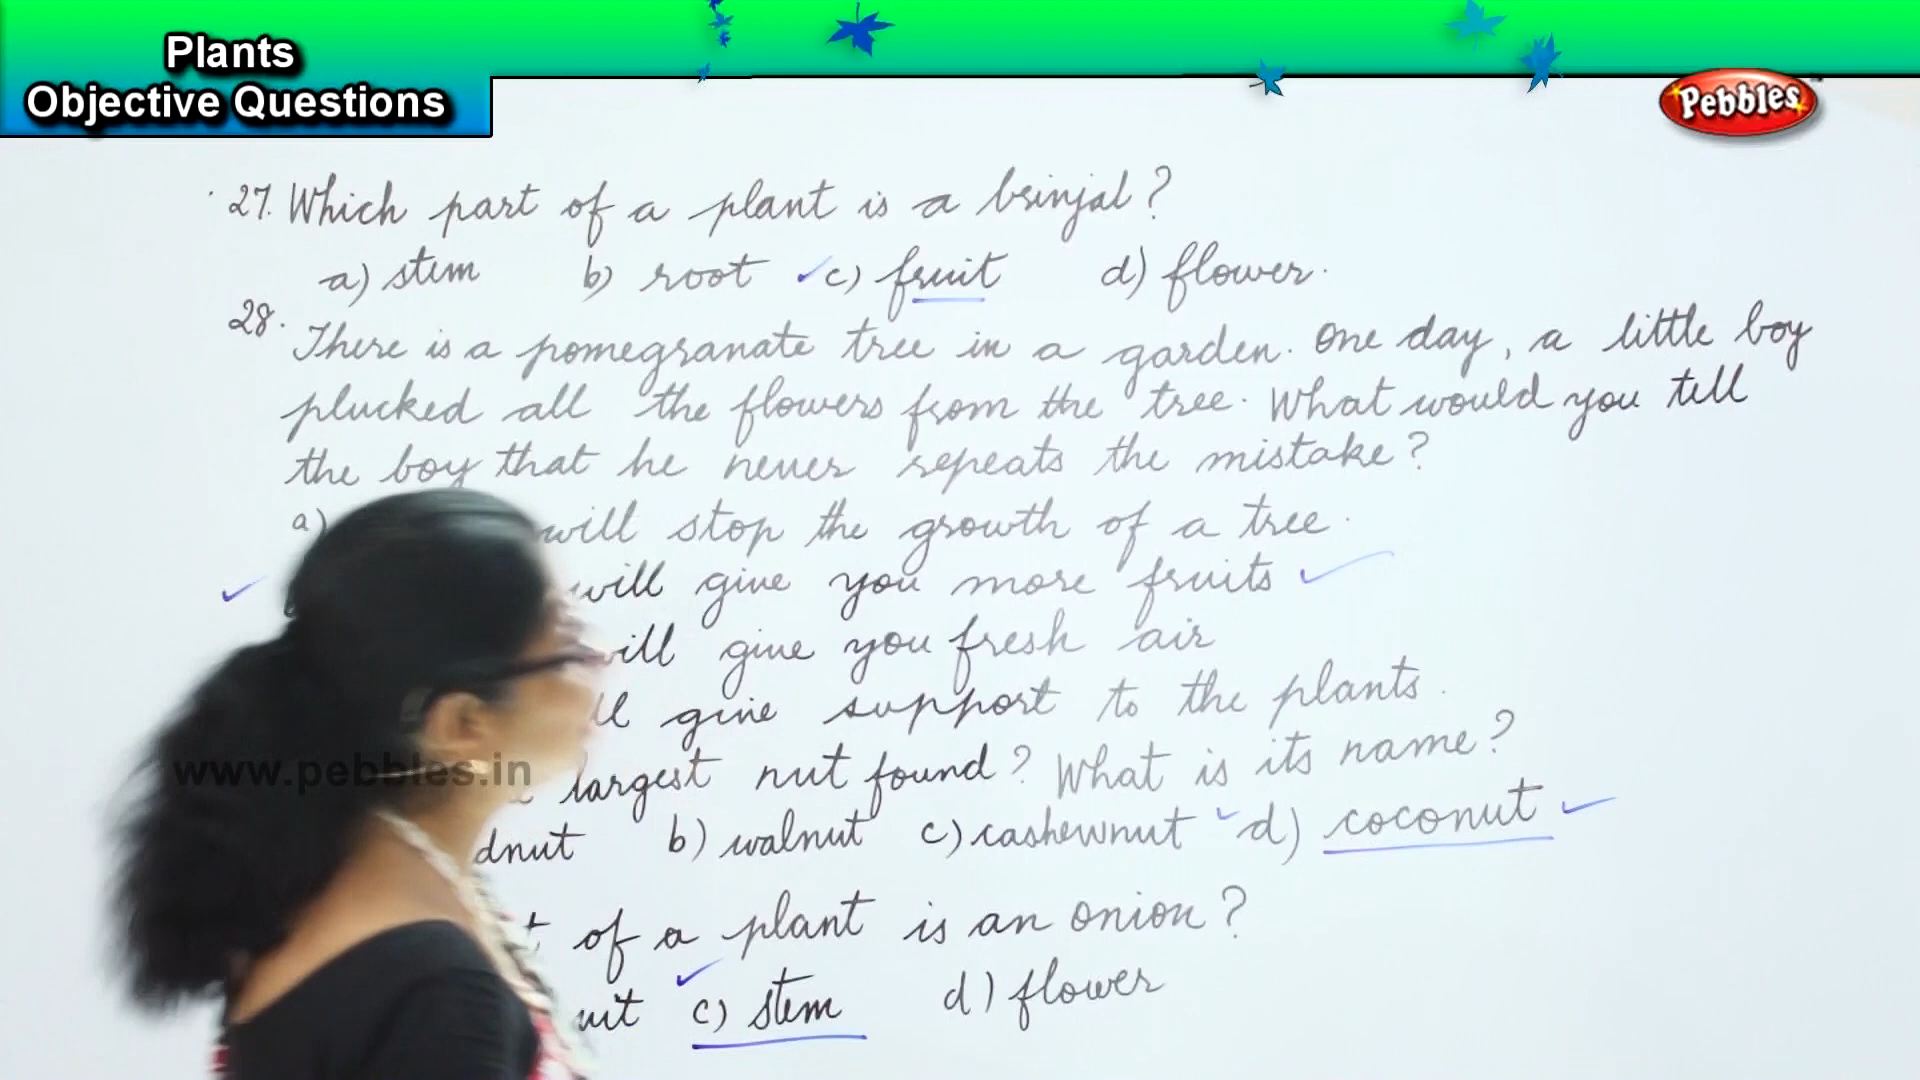 Plants
Objective Questions
Pebbles
27. Which part of a plant is a brinjal?
a) stem b) root c) fruit d) flower.
28. There is a pomegranate tree in a garden. One day, a little boy
plucked all the flowers from the tree. What would you tell
the boy that he never repeats the mistake?
a) will stop the growth of a tree.
will give you more fruits
will give you fresh air
give support to the plants.
www.pebbles.in
largest nut found? What is its name?
b) walnut c) cashewnut d) coconut
of a plant is an onion?
c) stem d) flower